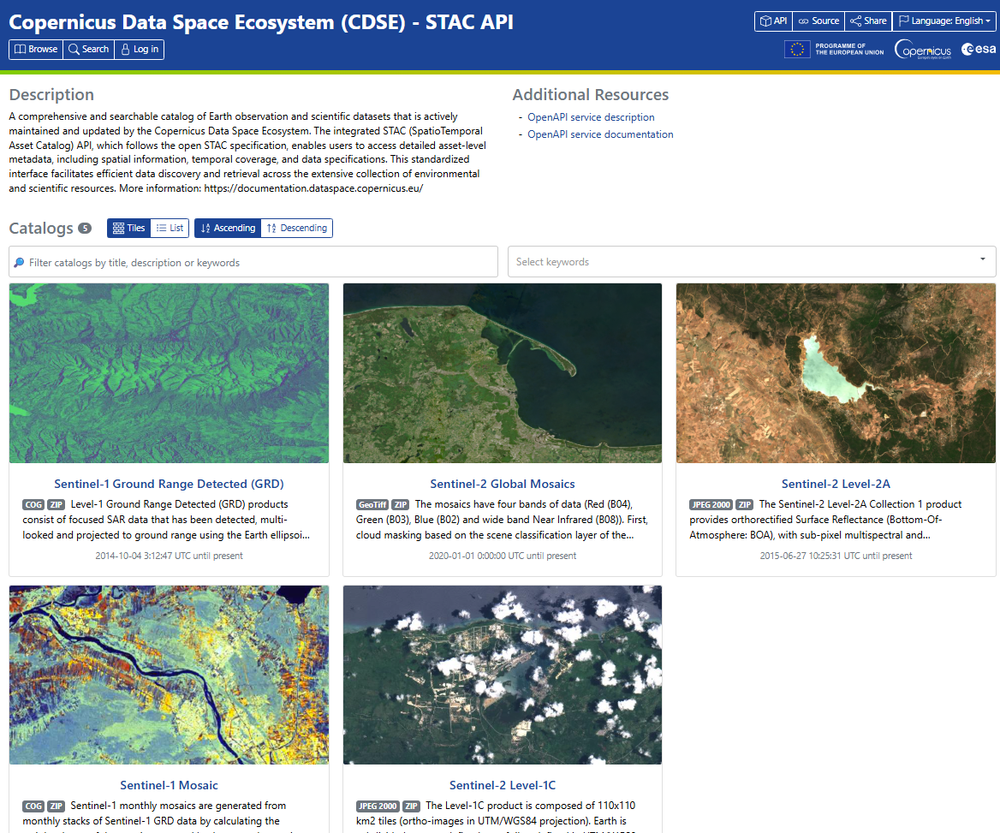 Copernicus Data Space Ecosystem (CDSE) - STAC API
API
Source
Share
Language: English
Browse
Search
Log in
PROGRAMME OF
THE EUROPEAN UNION
opernicus
Europe's eyes on Earth
esa
Description
A comprehensive and searchable catalog of Earth observation and scientific datasets that is actively
maintained and updated by the Copernicus Data Space Ecosystem. The integrated STAC (SpatioTemporal
Asset Catalog) API, which follows the open STAC specification, enables users to access detailed asset-level
metadata, including spatial information, temporal coverage, and data specifications. This standardized
interface facilitates efficient data discovery and retrieval across the extensive collection of environmental
and scientific resources. More information: https://documentation.dataspace.copernicus.eu/
Additional Resources
- OpenAPI service description
- OpenAPI service documentation
Catalogs 5
Tiles
List
Ascending
Descending
Filter catalogs by title, description or keywords
Select keywords
Sentinel-1 Ground Range Detected (GRD)
COG ZIP Level-1 Ground Range Detected (GRD) products
consist of focused SAR data that has been detected, multi-
looked and projected to ground range using the Earth ellipsoi...
2014-10-04 3:12:47 UTC until present
Sentinel-2 Global Mosaics
GeoTiff ZIP The mosaics have four bands of data (Red (B04),
Green (B03), Blue (B02) and wide band Near Infrared (B08)). First,
cloud masking based on the scene classification layer of the...
2020-01-01 0:00:00 UTC until present
Sentinel-2 Level-2A
JPEG 2000 ZIP The Sentinel-2 Level-2A Collection 1 product
provides orthorectified Surface Reflectance (Bottom-Of-
Atmosphere: BOA), with sub-pixel multispectral and...
2015-06-27 10:25:31 UTC until present
Sentinel-1 Mosaic
COG ZIP Sentinel-1 monthly mosaics are generated from
monthly stacks of Sentinel-1 GRD data by calculating the
Sentinel-2 Level-1C
JPEG 2000 ZIP The Level-1C product is composed of 110x110
km2 tiles (ortho-images in UTM/WGS84 projection). Earth is